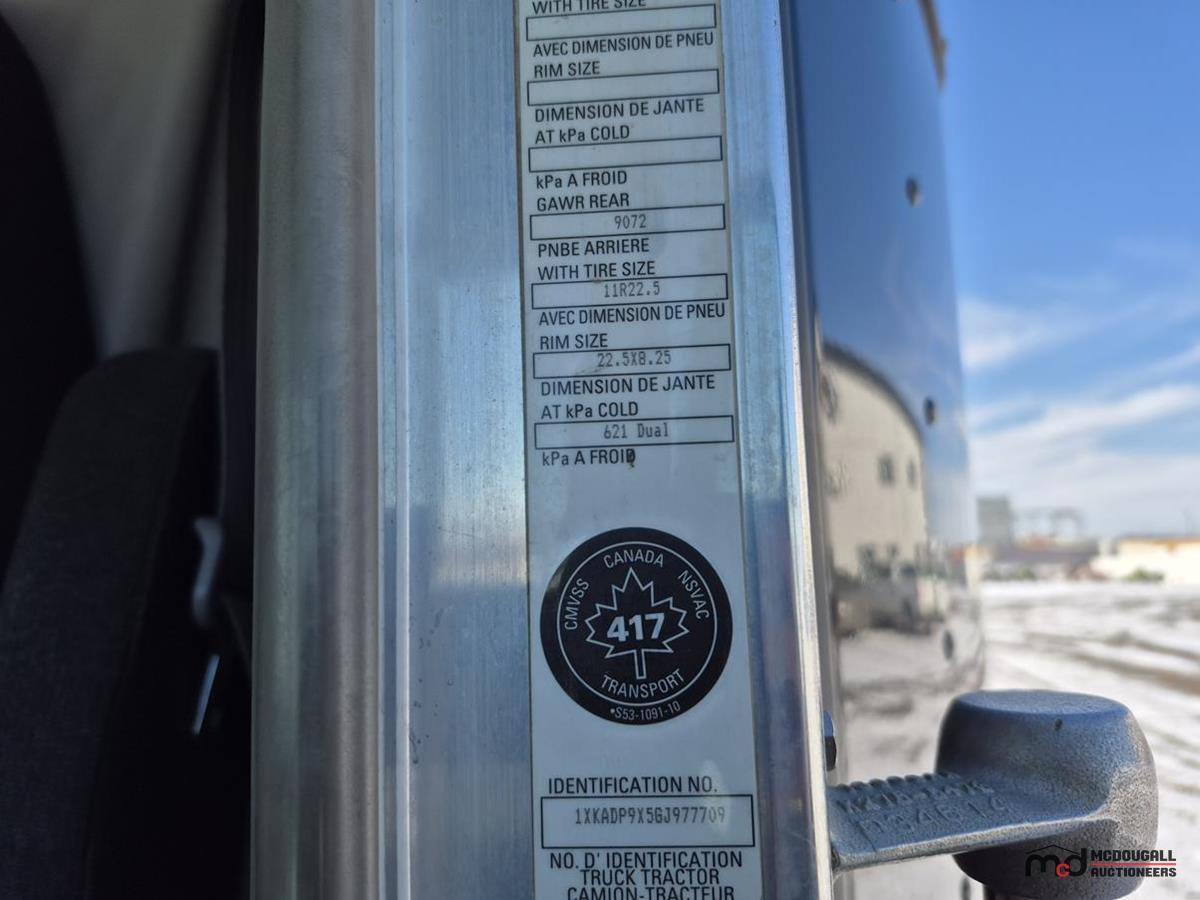 WITH TIRE SIZE
AVEC DIMENSION DE PNEU
RIM SIZE
DIMENSION DE JANTE
AT kPa COLD
kPa A FROID
GAWR REAR
9072
PNBE ARRIERE
WITH TIRE SIZE
11R22.5
AVEC DIMENSION DE PNEU
RIM SIZE
22.5X8.25
DIMENSION DE JANTE
AT kPa COLD
621 Dual
kPa A FROID
CANADA
CMVSS
NSVAC
417
TRANSPORT
•S53-1091-10
IDENTIFICATION NO.
1XKADP9X5GJ977709
NO. D' IDENTIFICATION
TRUCK TRACTOR
CAMION-TRACTEUR
mcd MCDOUGALL
AUCTIONEERS